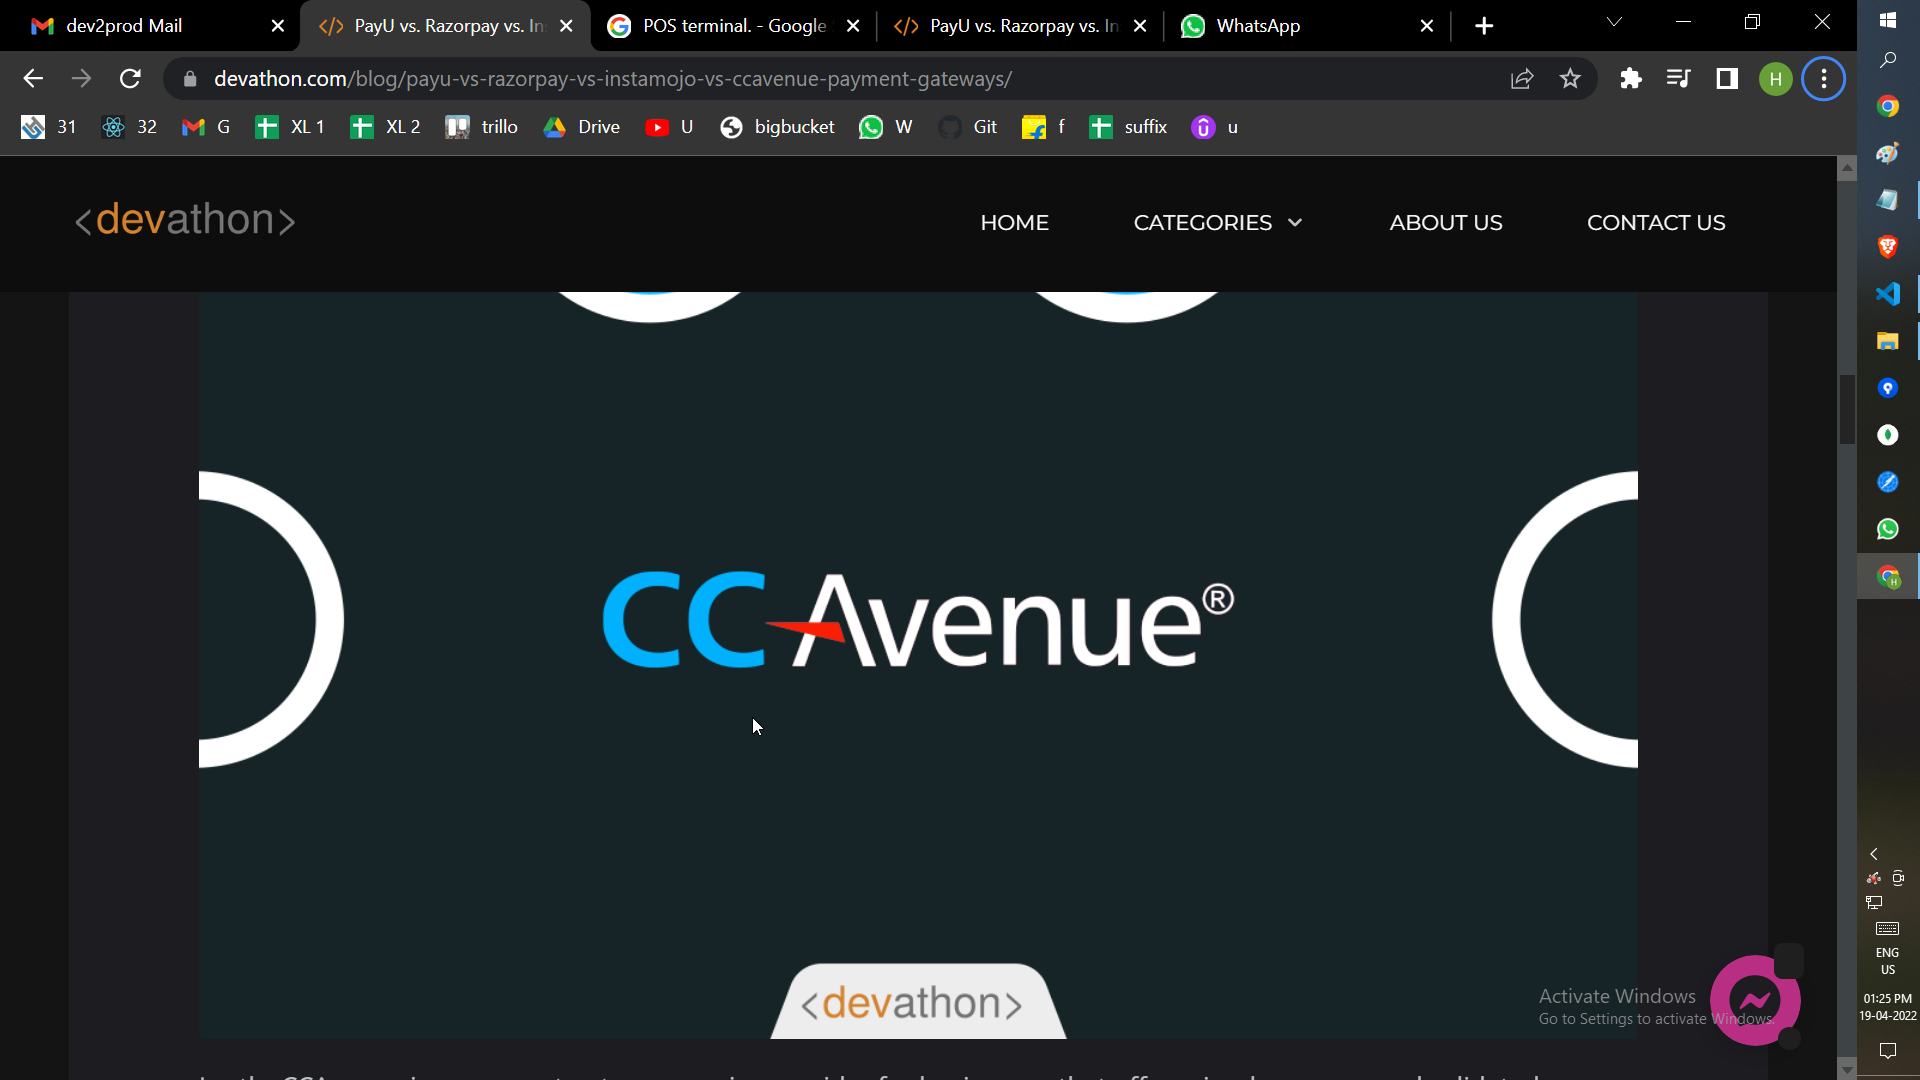 dev2prod Mail
PayU vs. Razorpay vs. In
POS terminal. - Google
PayU vs. Razorpay vs. In
WhatsApp
devathon.com/blog/payu-vs-razorpay-vs-instamojo-vs-ccavenue-payment-gateways/
H
31
32
G
XL 1
XL 2
trillo
Drive
U
bigbucket
W
Git
f
suffix
u
<devathon>
HOME
CATEGORIES
ABOUT US
CONTACT US
CCAvenue®
<devathon>
Activate Windows
Go to Settings to activate Windows.
ENG
US
01:25 PM
19-04-2022